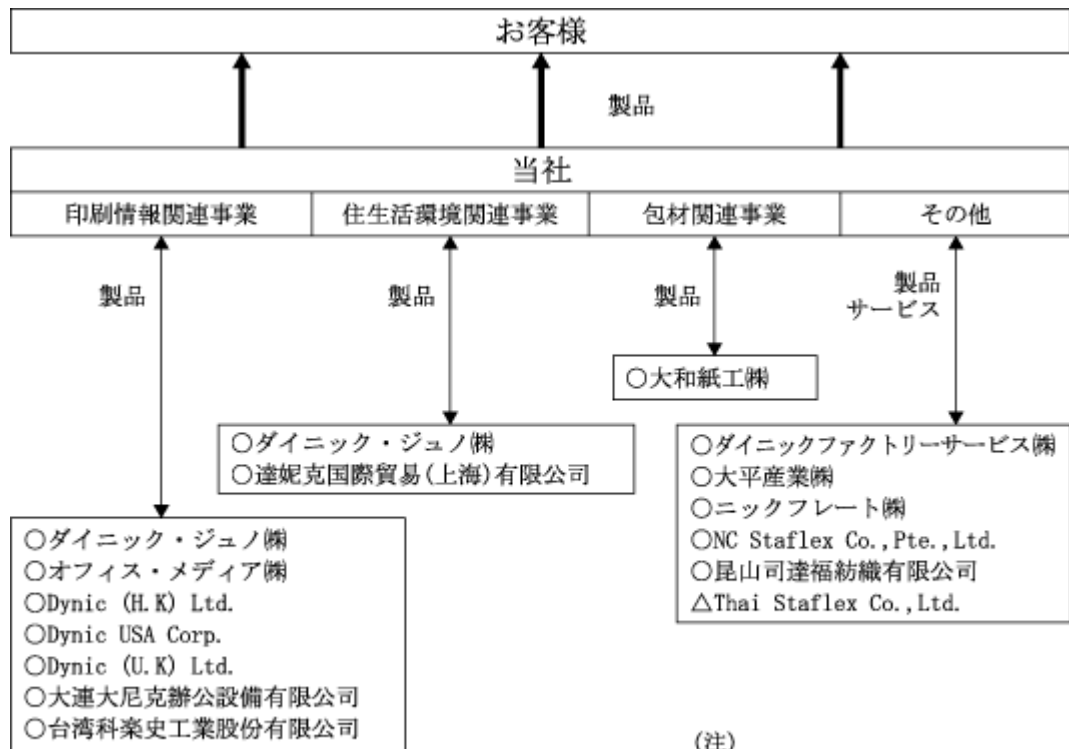 お客様
製品
当社
印刷情報関連事業
住生活環境関連事業
包材関連事業
その他
製品
製品
製品
製品
サービス
○大和紙工㈱
○ダイニック・ジュノ㈱
○達妮克国際貿易(上海)有限公司
○ダイニックファクトリーサービス㈱
○大平産業㈱
○ニックフレート㈱
○NC Staflex Co.,Pte.,Ltd.
○昆山司達福紡織有限公司
△Thai Staflex Co.,Ltd.
○ダイニック・ジュノ㈱
○オフィス・メディア㈱
○Dynic (H.K) Ltd.
○Dynic USA Corp.
○Dynic (U.K) Ltd.
○大連大尼克辦公設備有限公司
○台湾科楽史工業股份有限公司
(注)